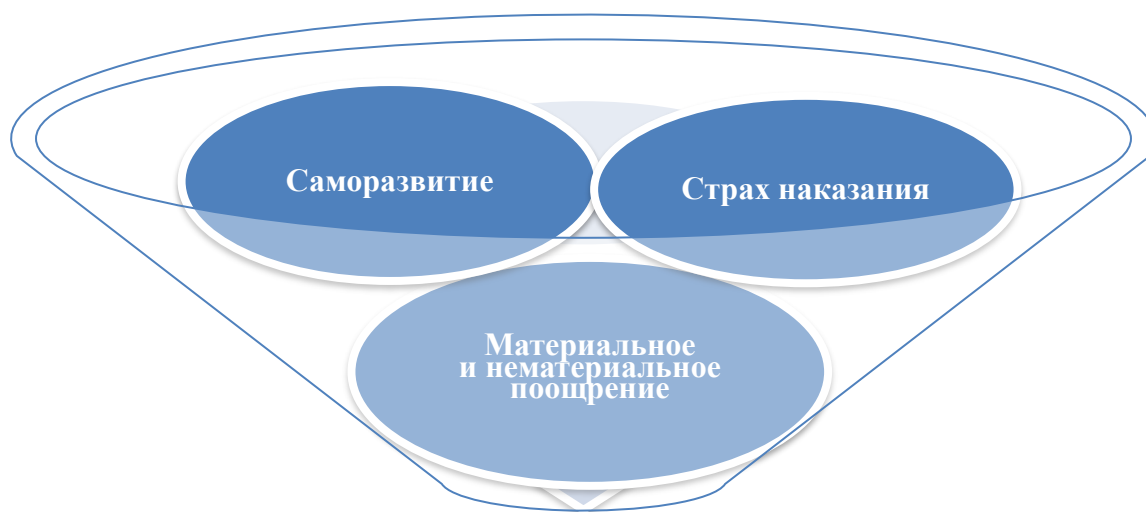 Саморазвитие
Страх наказания
Материальное
и нематериальное
поощрение